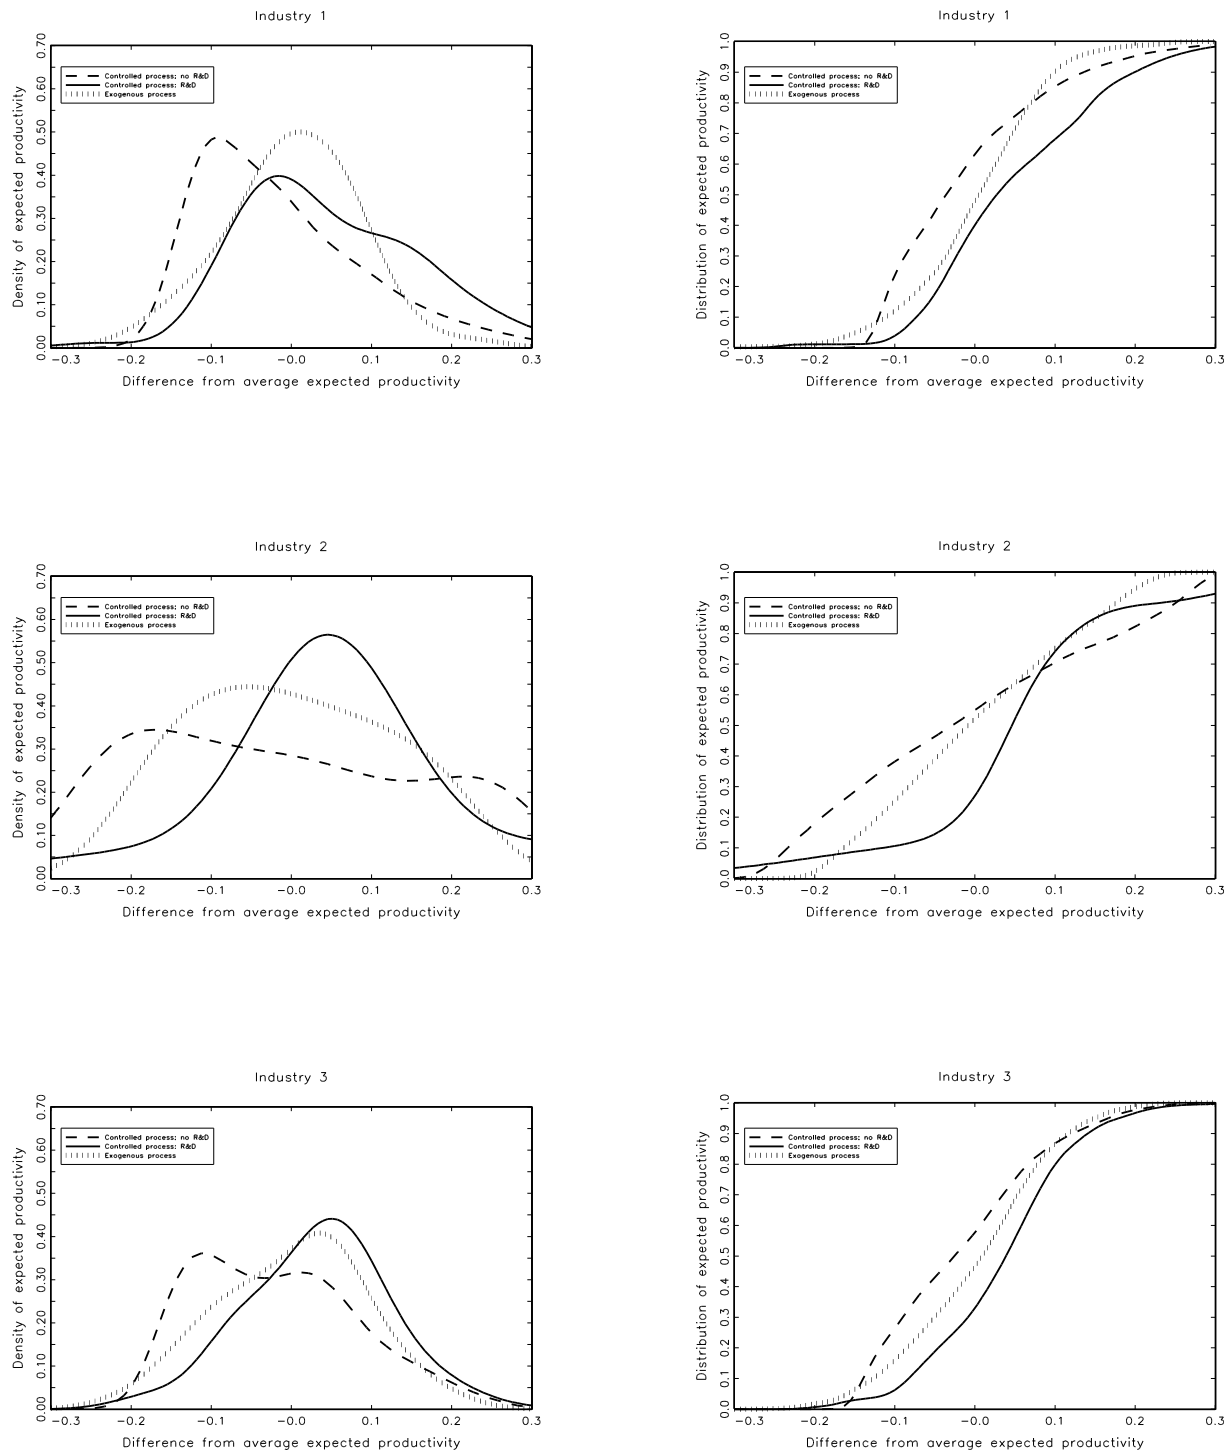 Industry 1
Density of expected productivity
0.00 0.10 0.20 0.30 0.40 0.50 0.60 0.70
Controlled process; no R&D
Controlled process: R&D
Exogenous process
−0.3 −0.2 −0.1 −0.0 0.1 0.2 0.3
Difference from average expected productivity
Industry 1
Distribution of expected productivity
0.0 0.1 0.2 0.3 0.4 0.5 0.6 0.7 0.8 0.9 1.0
Controlled process; no R&D
Controlled process: R&D
Exogenous process
−0.3 −0.2 −0.1 −0.0 0.1 0.2 0.3
Difference from average expected productivity
Industry 2
Density of expected productivity
0.00 0.10 0.20 0.30 0.40 0.50 0.60 0.70
Controlled process; no R&D
Controlled process: R&D
Exogenous process
−0.3 −0.2 −0.1 −0.0 0.1 0.2 0.3
Difference from average expected productivity
Industry 2
Distribution of expected productivity
0.0 0.1 0.2 0.3 0.4 0.5 0.6 0.7 0.8 0.9 1.0
Controlled process; no R&D
Controlled process: R&D
Exogenous process
−0.3 −0.2 −0.1 −0.0 0.1 0.2 0.3
Difference from average expected productivity
Industry 3
Density of expected productivity
0.00 0.10 0.20 0.30 0.40 0.50 0.60 0.70
Controlled process; no R&D
Controlled process: R&D
Exogenous process
−0.3 −0.2 −0.1 −0.0 0.1 0.2 0.3
Difference from average expected productivity
Industry 3
Distribution of expected productivity
0.0 0.1 0.2 0.3 0.4 0.5 0.6 0.7 0.8 0.9 1.0
Controlled process; no R&D
Controlled process: R&D
Exogenous process
−0.3 −0.2 −0.1 −0.0 0.1 0.2 0.3
Difference from average expected productivity